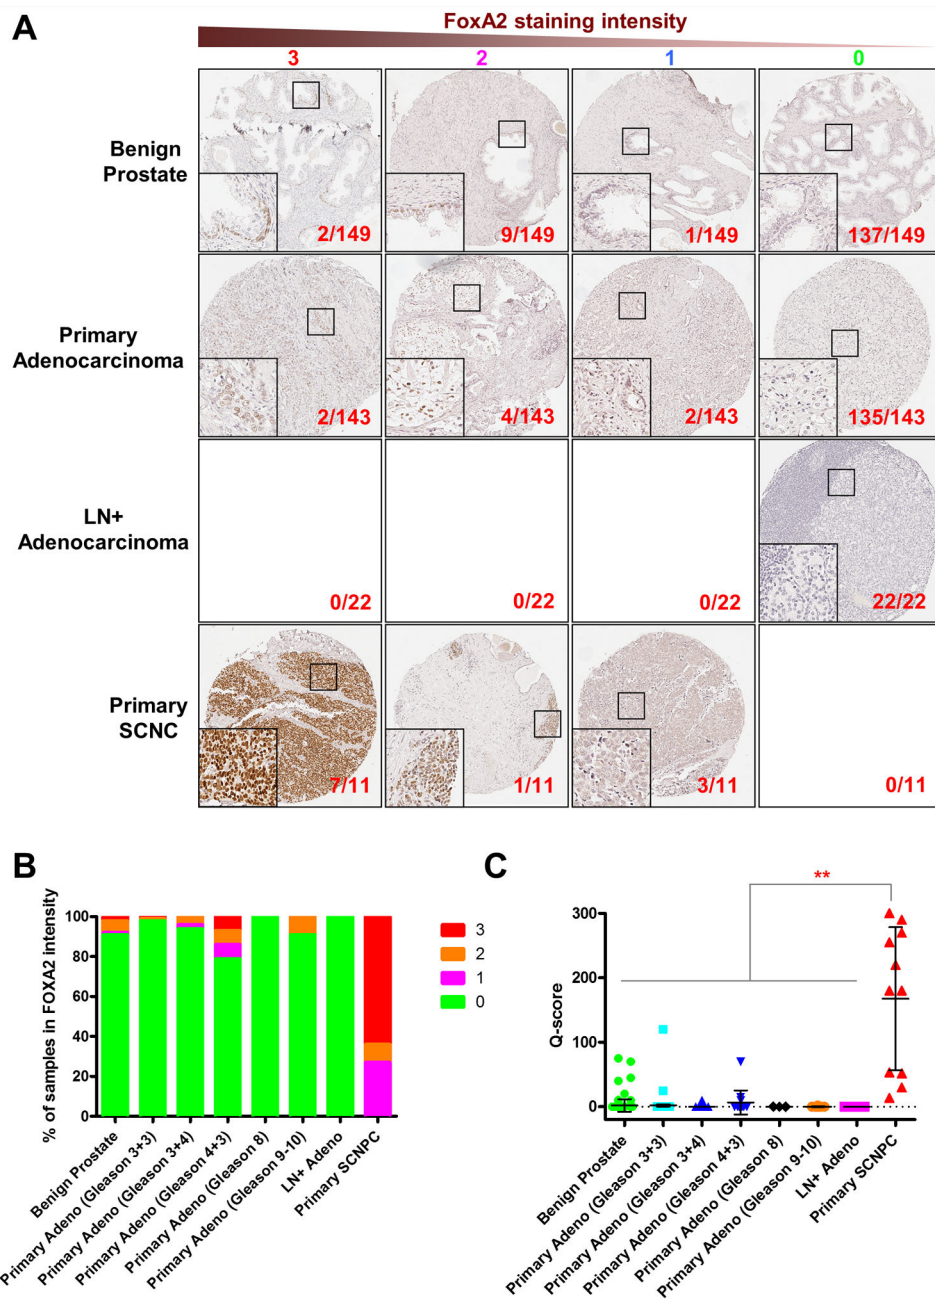 A
FoxA2 staining intensity
3 2 1 0
Benign
Prostate
2/149 9/149 1/149 137/149
Primary
Adenocarcinoma
2/143 4/143 2/143 135/143
LN+
Adenocarcinoma
0/22 0/22 0/22 22/22
Primary
SCNC
7/11 1/11 3/11 0/11
B
% of samples in FOXA2 intensity
100
80
60
40
20
0
Benign Prostate
Primary Adeno (Gleason 3+3)
Primary Adeno (Gleason 3+4)
Primary Adeno (Gleason 4+3)
Primary Adeno (Gleason 8)
Primary Adeno (Gleason 9-10)
LN+ Adeno
Primary SCNPC
3
2
1
0
C
**
Q-score
300
200
100
0
Benign Prostate
Primary Adeno (Gleason 3+3)
Primary Adeno (Gleason 3+4)
Primary Adeno (Gleason 4+3)
Primary Adeno (Gleason 8)
Primary Adeno (Gleason 9-10)
LN+ Adeno
Primary SCNPC